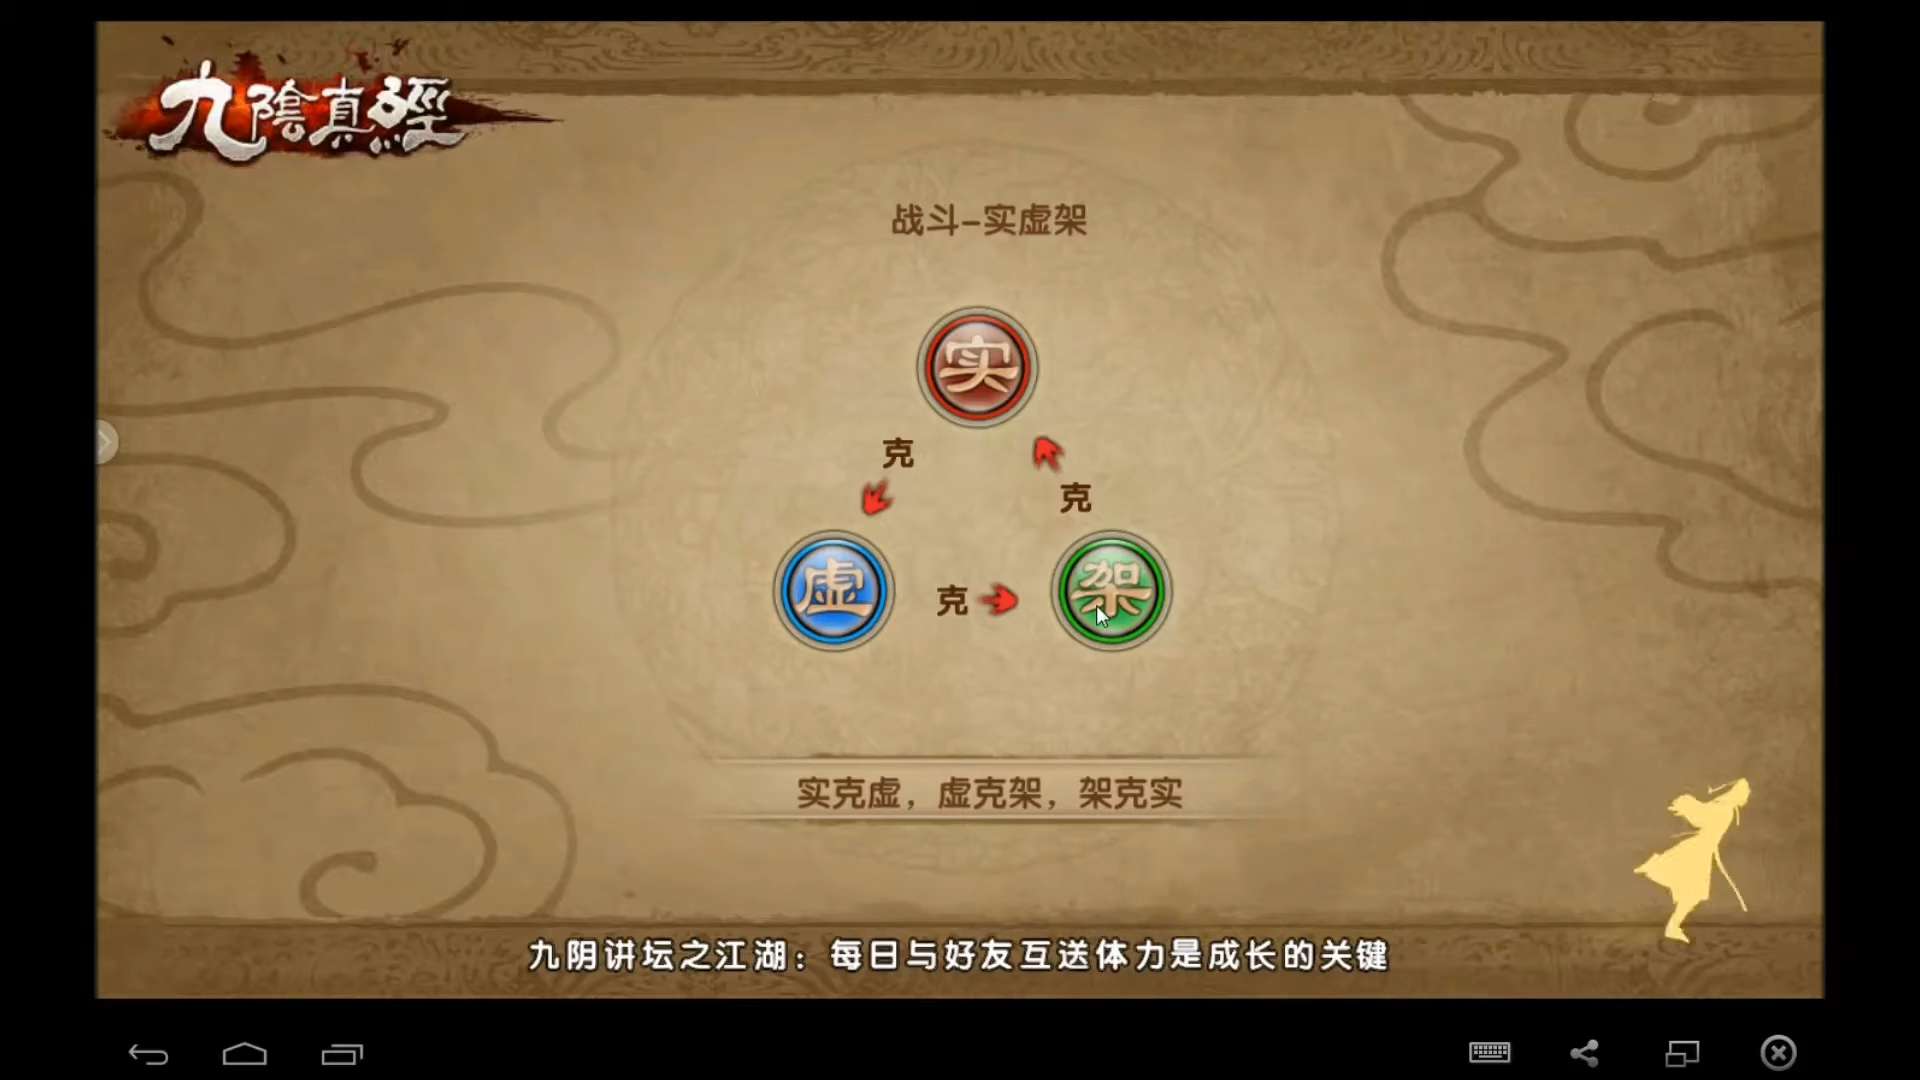 九陰真經
战斗-实虚架
实
克
克
虚
克
架
实克虚，虚克架，架克实
九阴讲坛之江湖：每日与好友互送体力是成长的关键